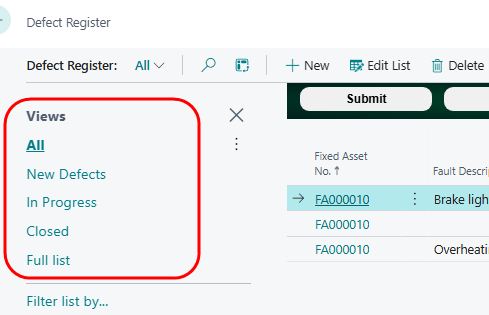 Defect Register
Defect Register: All + New Edit List Delete
Submit
Views
All
New Defects
In Progress
Closed
Full list
Filter list by...
Fixed Asset
No. ↑ Fault Descrip
→ FA000010 Brake ligh
FA000010
FA000010 Overheatin